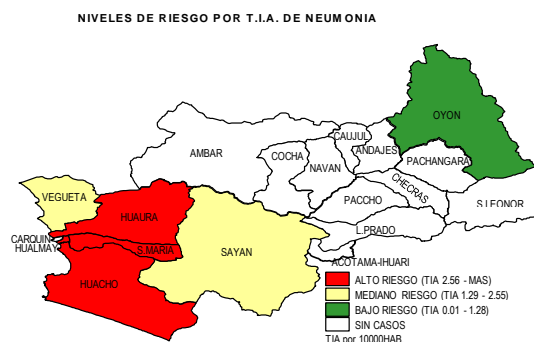 NIVELES DE RIESGO POR T.I.A. DE NEUMONIA
OYON
CAUJUL
AMBAR
COCHA
ANDAJES
NAVAN
PACHANGARA
CHECRAS
VEGUETA
PACCHO
S.LEONOR
HUAURA
L.PRADO
CARQUIN
HUALMAY
S.MARIA
SAYAN
ACOTAMA-IHUARI
HUACHO
ALTO RIESGO (TIA 2.56 - MAS)
MEDIANO RIESGO (TIA 1.29 - 2.55)
BAJO RIESGO (TIA 0.01 - 1.28)
SIN CASOS
TIA por 10000HAB